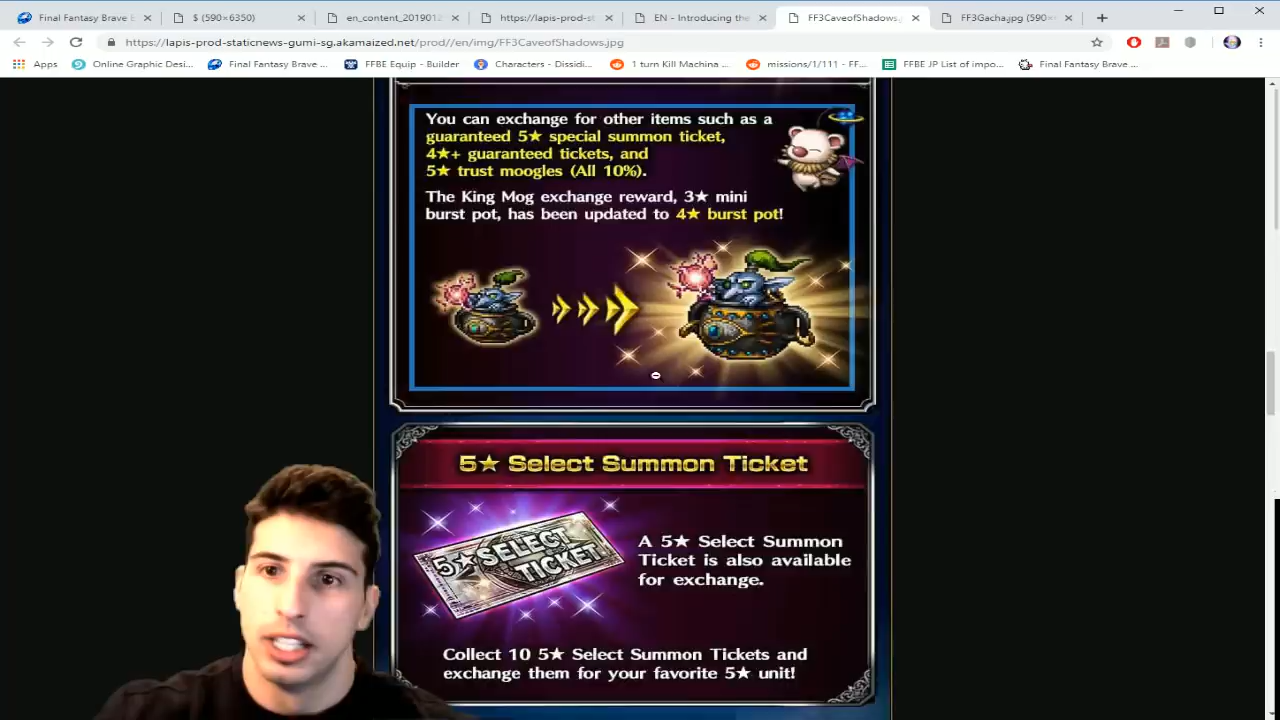 Final Fantasy Brave E
$ (590×6350)
en_content_2019012
https://lapis-prod-st
EN - Introducing the
FF3CaveofShadows.
FF3Gacha.jpg (590×
https://lapis-prod-staticnews-gumi-sg.akamaized.net/prod//en/img/FF3CaveofShadows.jpg
Apps
Online Graphic Desi...
Final Fantasy Brave ...
FFBE Equip - Builder
Characters - Dissidi...
1 turn Kill Machina ...
missions/1/111 - FF...
FFBE JP List of impo...
Final Fantasy Brave ...
You can exchange for other items such as a
guaranteed 5★ special summon ticket,
4★+ guaranteed tickets, and
5★ trust moogles (All 10%).
The King Mog exchange reward, 3★ mini
burst pot, has been updated to 4★ burst pot!
5★ Select Summon Ticket
5★SELECT
TICKET
A 5★ Select Summon
Ticket is also available
for exchange.
Collect 10 5★ Select Summon Tickets and
exchange them for your favorite 5★ unit!